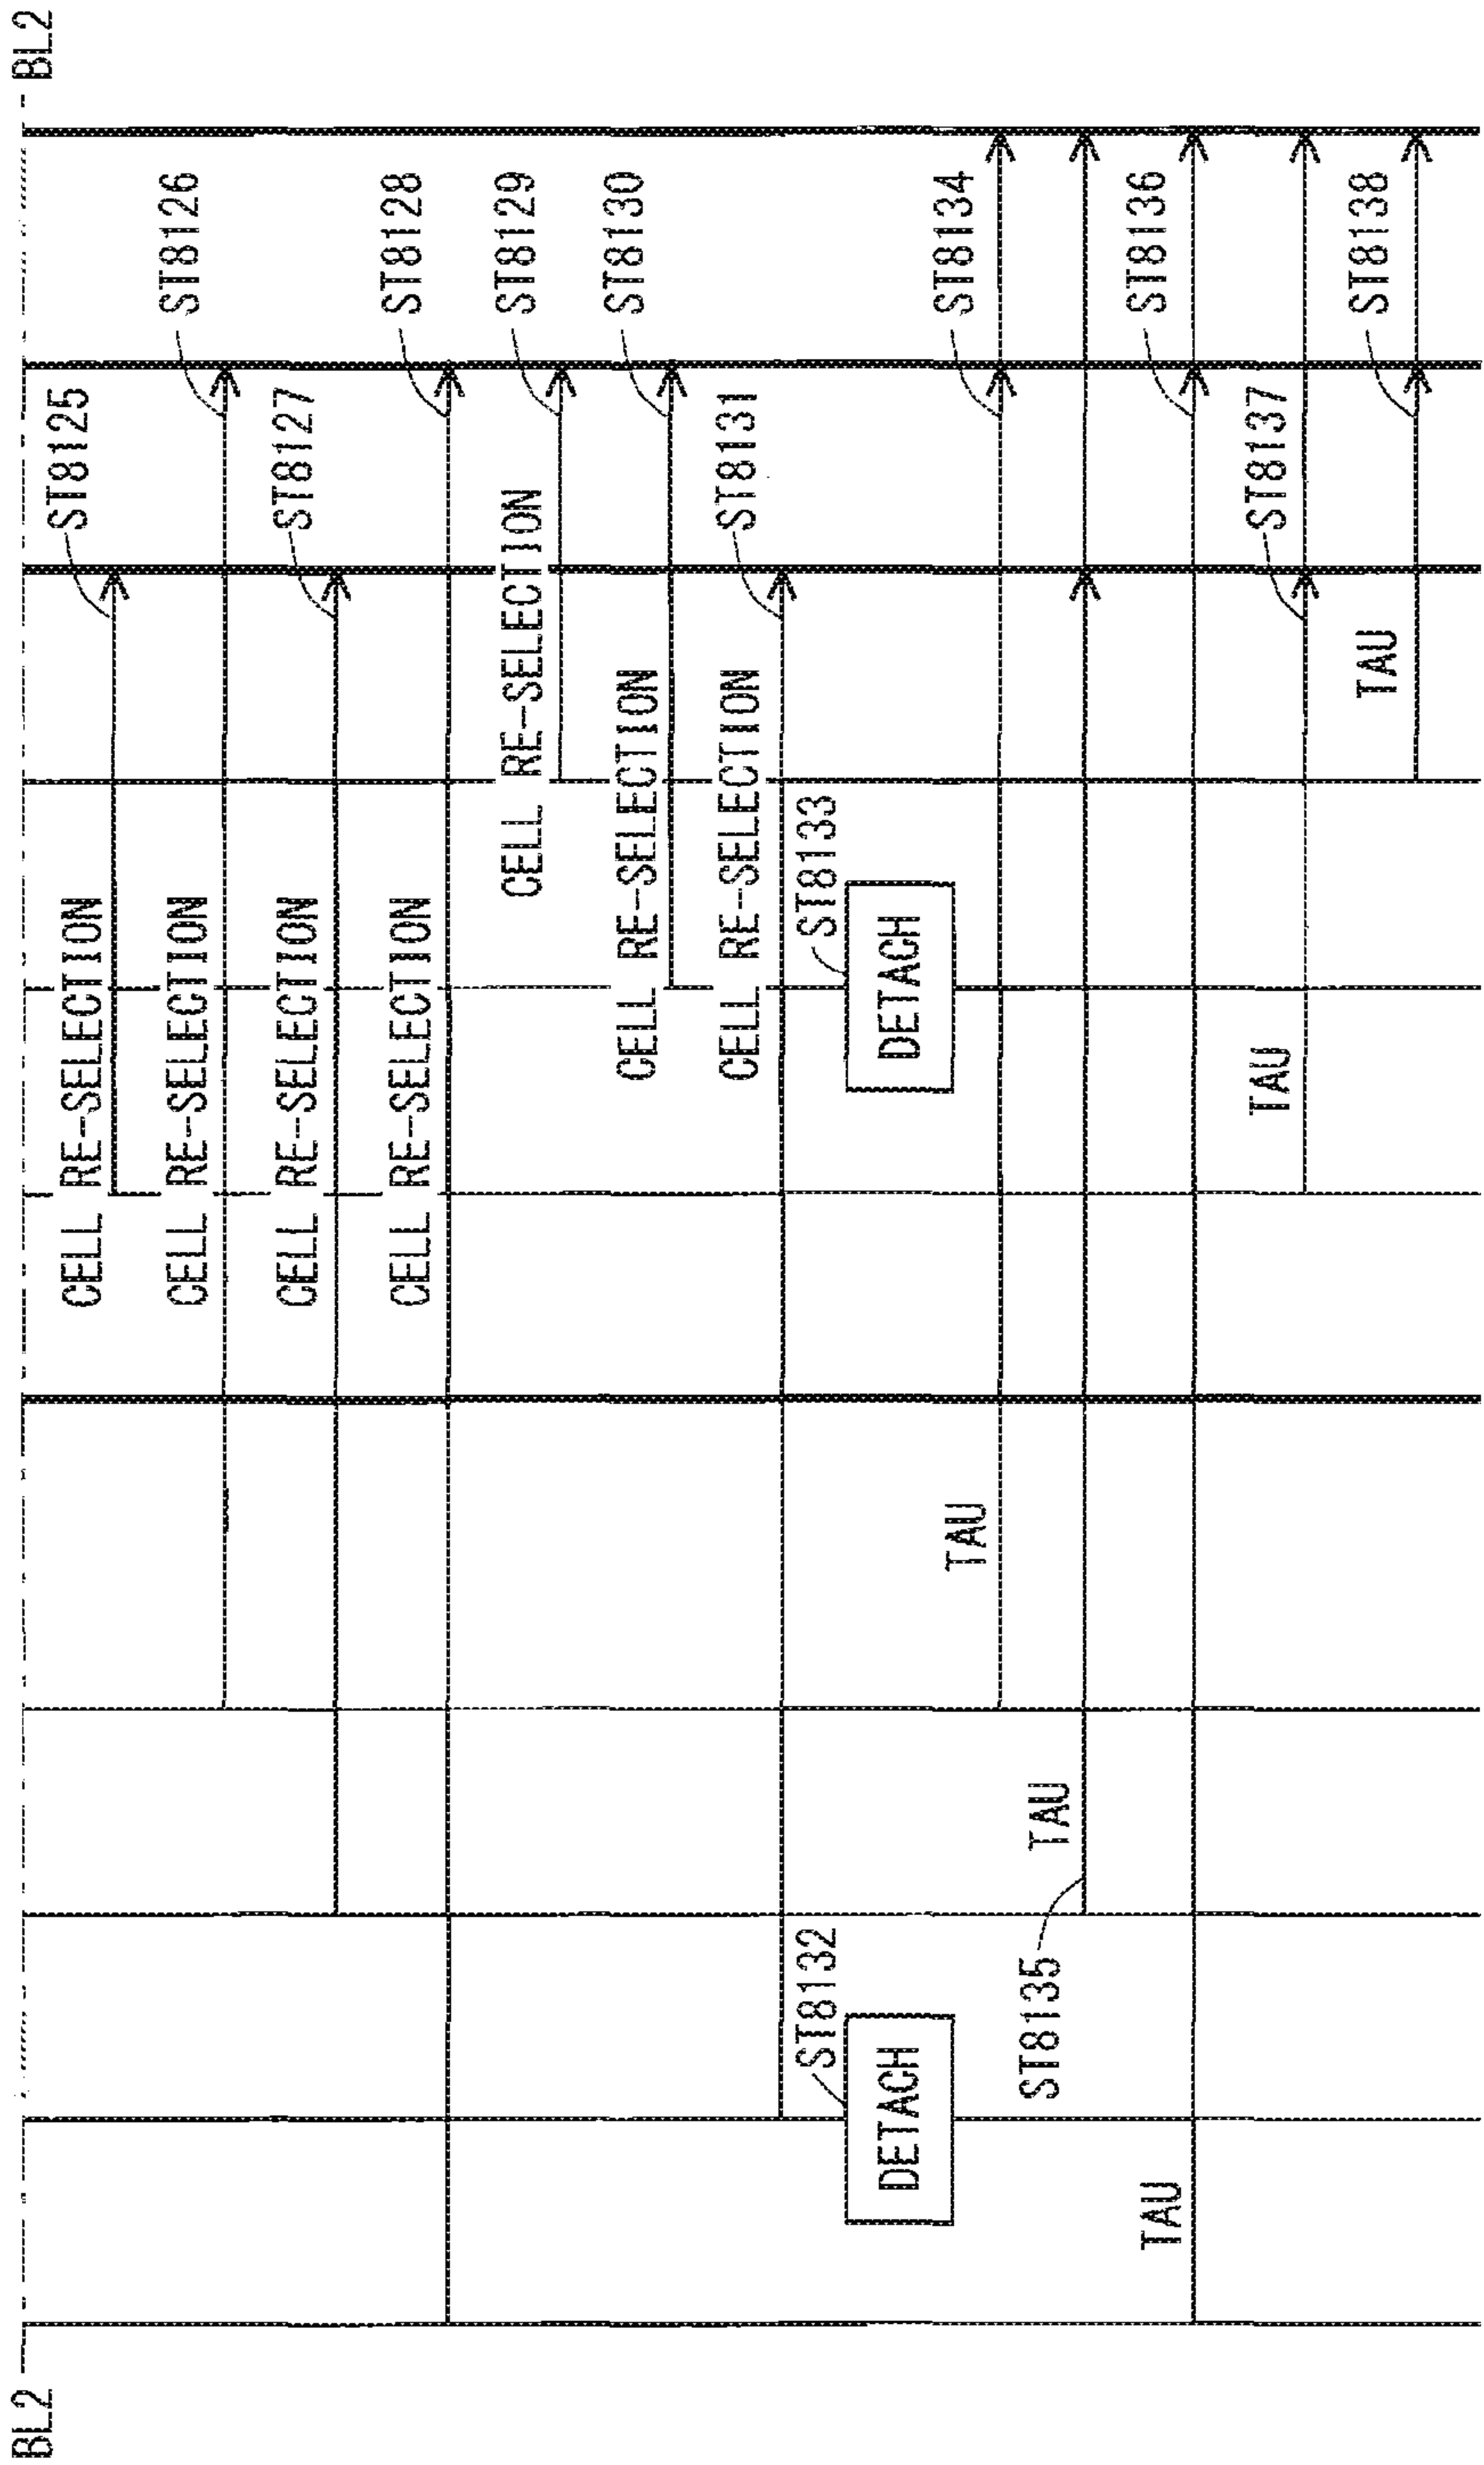 BL2
BL2
ST8125
CELL RE-SELECTION
ST8126
CELL RE-SELECTION
ST8127
CELL RE-SELECTION
ST8128
CELL RE-SELECTION
ST8129
CELL RE-SELECTION
ST8130
CELL RE-SELECTION
ST8131
CELL RE-SELECTION
ST8132
DETACH
ST8133
DETACH
ST8134
TAU
ST8135
TAU
ST8136
TAU
ST8137
TAU
ST8138
TAU